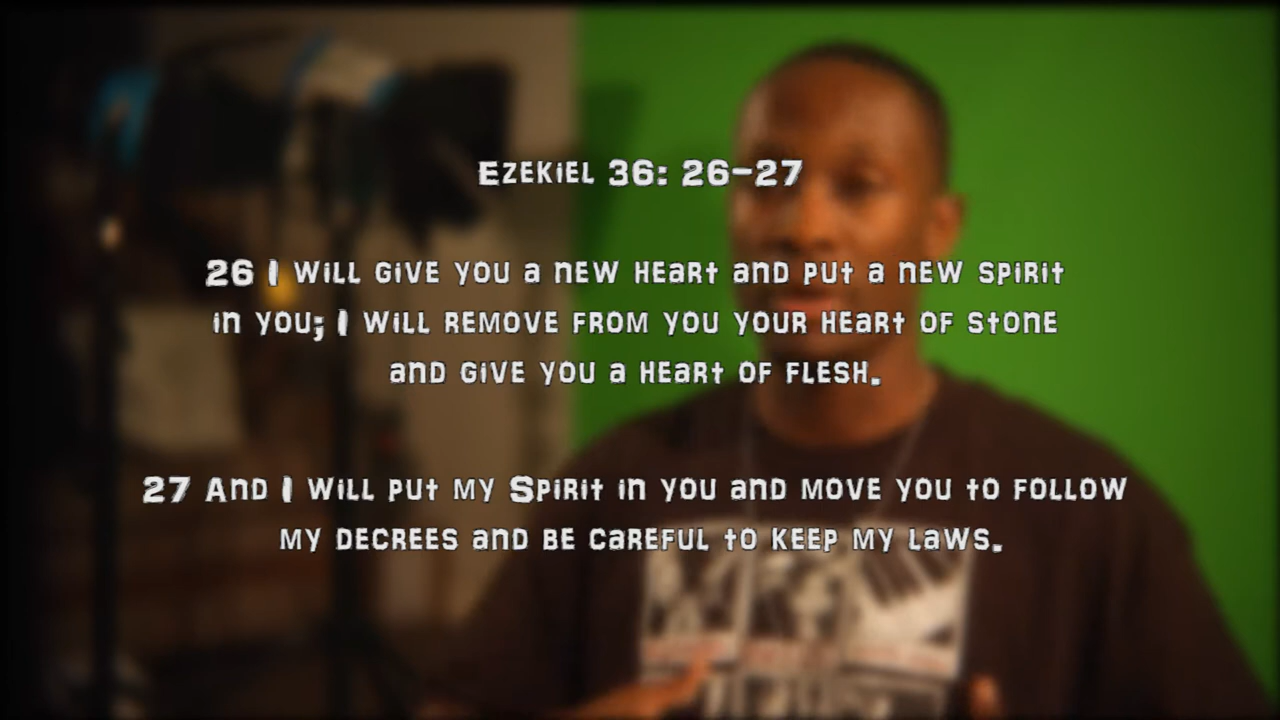 Ezekiel 36: 26-27
26 I will give you a new heart and put a new spirit
in you; I will remove from you your heart of stone
and give you a heart of flesh.
27 And I will put my Spirit in you and move you to follow
my decrees and be careful to keep my laws.